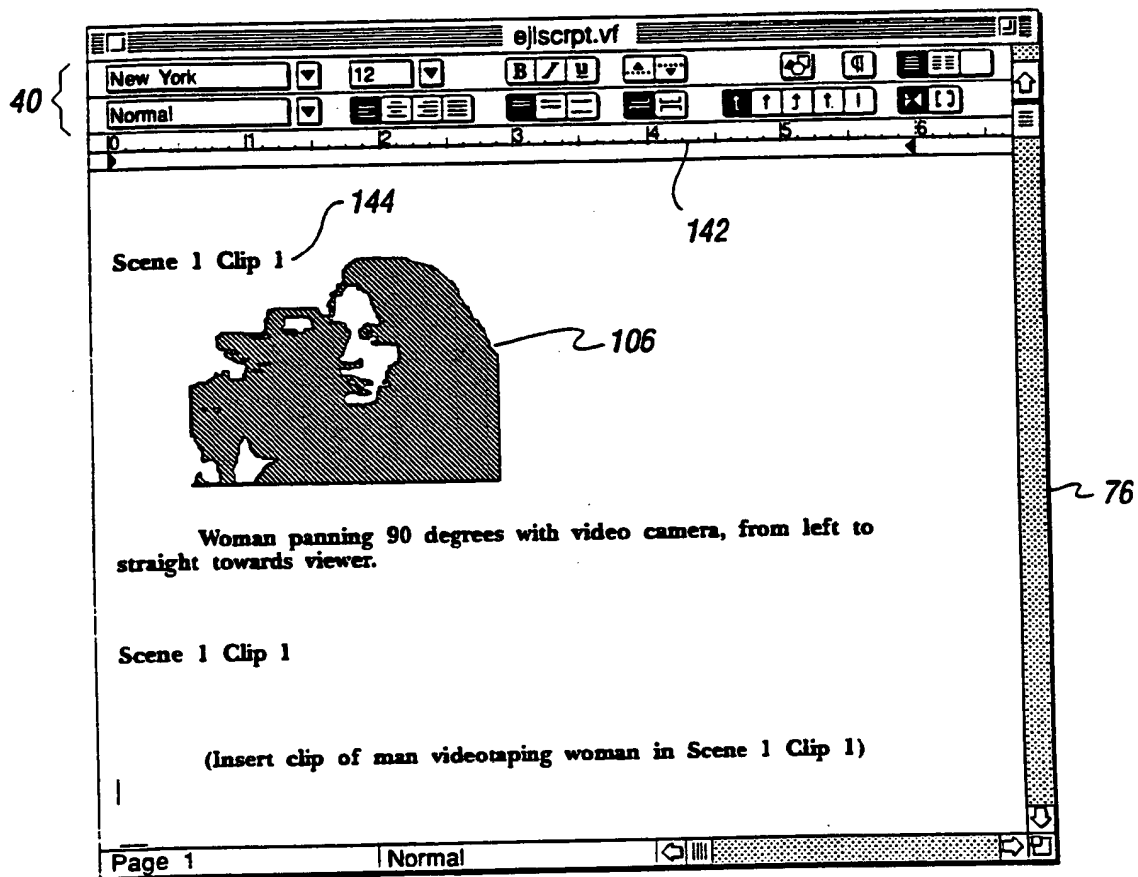 ejlscrpt.vf
New York 12 B I U ¶
40
Normal
0 1 2 3 4 5 6
144
142
Scene 1 Clip 1
106
76
Woman panning 90 degrees with video camera, from left to
straight towards viewer.
Scene 1 Clip 1
(Insert clip of man videotaping woman in Scene 1 Clip 1)
Page 1 Normal